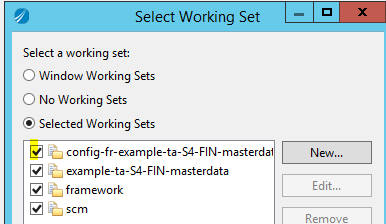 Select Working Set
Select a working set:
Window Working Sets
No Working Sets
Selected Working Sets
config-fr-example-ta-S4-FIN-masterdat
New...
example-ta-S4-FIN-masterdata
Edit...
framework
scm
Remove